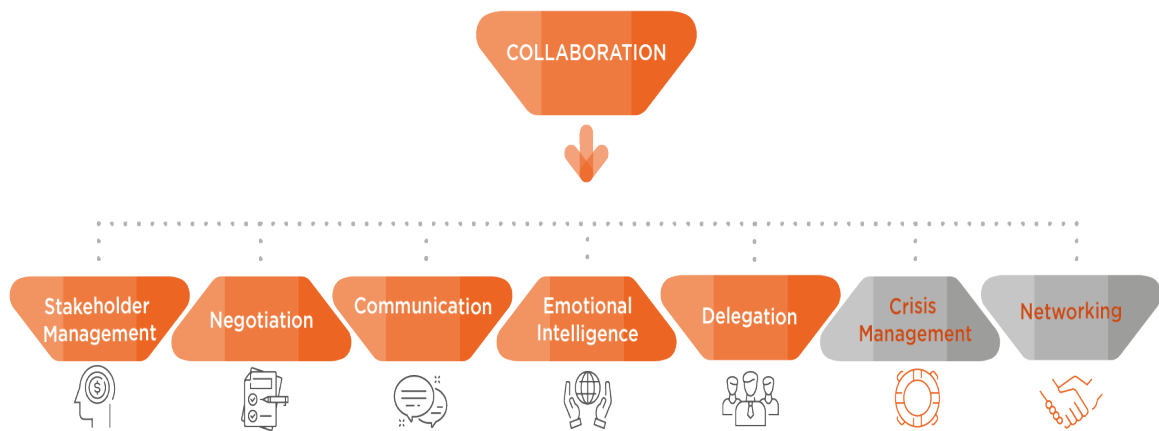 COLLABORATION
Stakeholder
Management
Negotiation
Communication
Emotional
Intelligence
Delegation
Crisis
Management
Networking
$